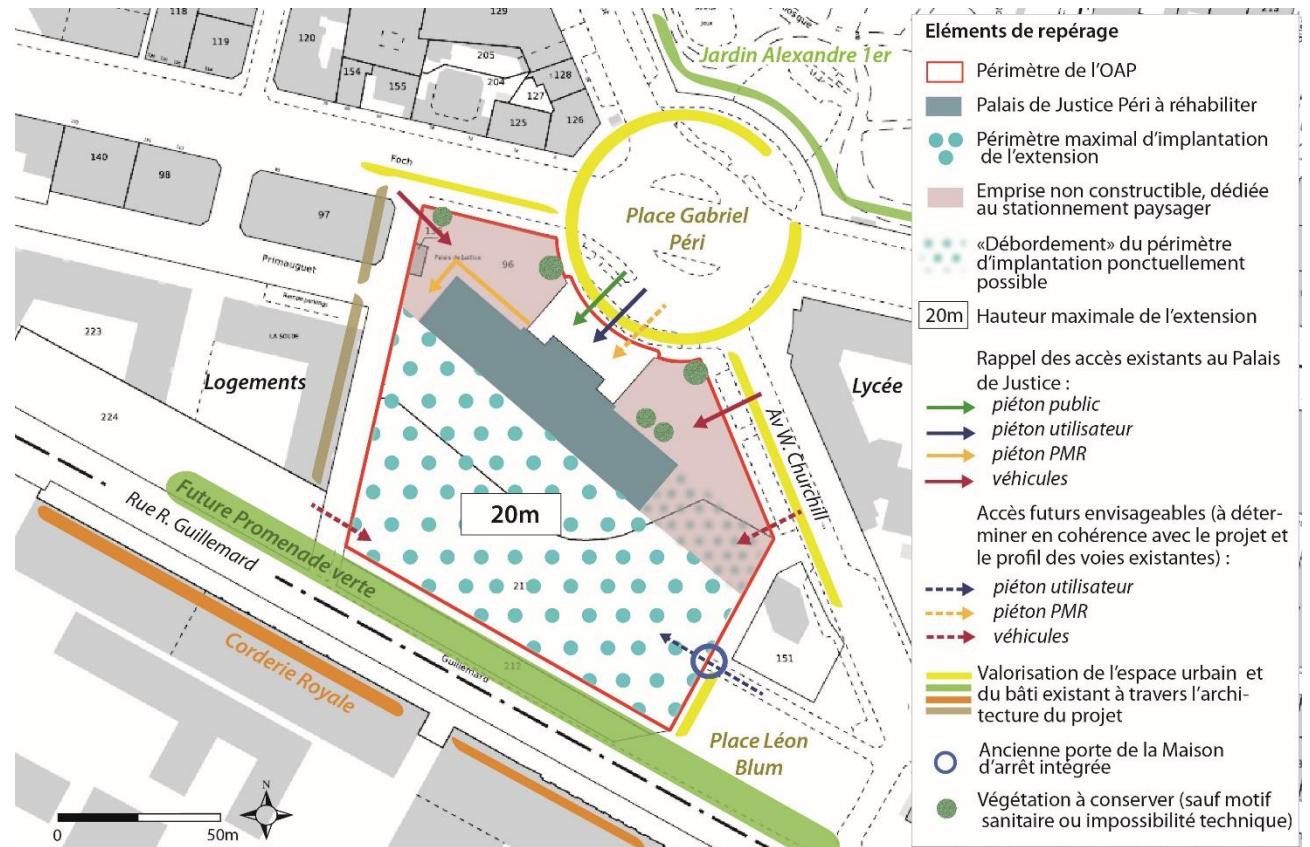 118
119
120
129
205
204
154
155
127
128
125
126
Jardin Alexandre 1er
140
98
97
Foch
Place Gabriel
Péri
96
Palais de Justice
Primauguet
LA SOLDE
223
224
Logements
Lycée
Av W. Churchill
20m
Rue R. Guillemard
Future Promenade verte
Corderie Royale
Guillemard
212
151
Place Léon
Blum
N
0
50m
Eléments de repérage
Périmètre de l'OAP
Palais de Justice Péri à réhabiliter
Périmètre maximal d'implantation
de l'extension
Emprise non constructible, dédiée
au stationnement paysager
«Débordement» du périmètre
d'implantation ponctuellement
possible
20m Hauteur maximale de l'extension
Rappel des accès existants au Palais
de Justice :
piéton public
piéton utilisateur
piéton PMR
véhicules
Accès futurs envisageables (à déter-
miner en cohérence avec le projet et
le profil des voies existantes) :
piéton utilisateur
piéton PMR
véhicules
Valorisation de l'espace urbain et
du bâti existant à travers l'archi-
tecture du projet
Ancienne porte de la Maison
d'arrêt intégrée
Végétation à conserver (sauf motif
sanitaire ou impossibilité technique)